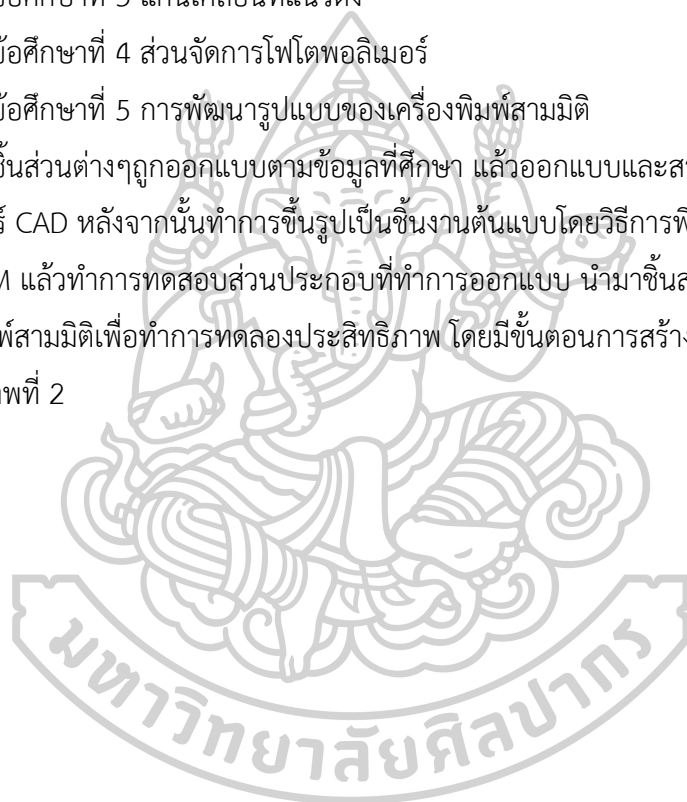 ข้อศึกษาที่ 3 แกนเคลื่อนที่แนวดิ่ง
ข้อศึกษาที่ 4 ส่วนจัดการโฟโตพอลิเมอร์
ข้อศึกษาที่ 5 การพัฒนารูปแบบของเครื่องพิมพ์สามมิติ
ชิ้นส่วนต่างๆถูกออกแบบตามข้อมูลที่ศึกษา แล้วออกแบบและ
ร์ CAD หลังจากนั้นทำการขึ้นรูปเป็นชิ้นงานต้นแบบโดยวิธีการ
M แล้วทำการทดสอบส่วนประกอบที่ทำการออกแบบ นำมา
พ์สามมิติเพื่อทำการทดลองประสิทธิภาพ โดยมีขั้นตอนการสร้าง
าพที่ 2
มหาวิทยาลัยศิลปากร